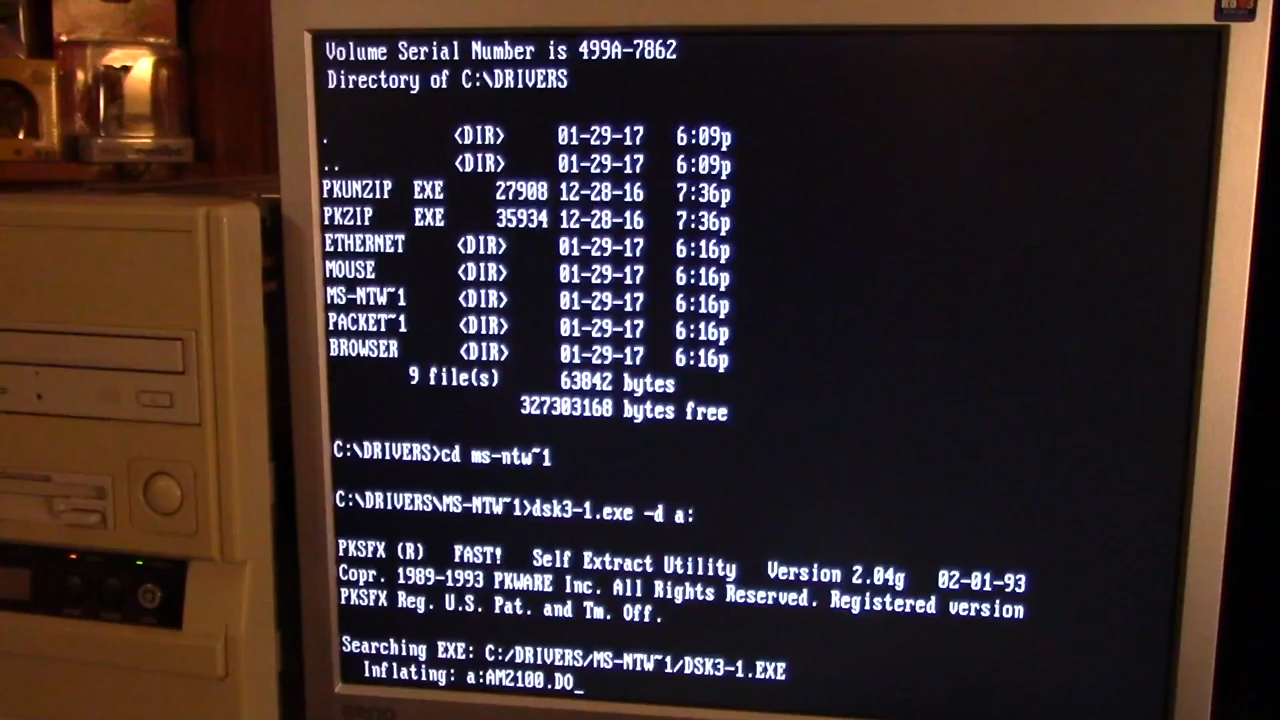 Volume Serial Number is 499A-7862
Directory of C:\DRIVERS
. <DIR> 01-29-17 6:09p
.. <DIR> 01-29-17 6:09p
PKUNZIP EXE 27908 12-28-16 7:36p
PKZIP EXE 35934 12-28-16 7:36p
ETHERNET <DIR> 01-29-17 6:16p
MOUSE <DIR> 01-29-17 6:16p
MS-NTW~1 <DIR> 01-29-17 6:16p
PACKET~1 <DIR> 01-29-17 6:16p
BROWSER <DIR> 01-29-17 6:16p
9 file(s) 63842 bytes
327303168 bytes free
C:\DRIVERS>cd ms-ntw~1
C:\DRIVERS\MS-NTW~1>dsk3-1.exe -d a:
PKSFX (R) FAST! Self Extract Utility Version 2.04g 02-01-93
Copr. 1989-1993 PKWARE Inc. All Rights Reserved. Registered version
PKSFX Reg. U.S. Pat. and Tm. Off.
Searching EXE: C:/DRIVERS/MS-NTW~1/DSK3-1.EXE
Inflating: a:AM2100.DO_